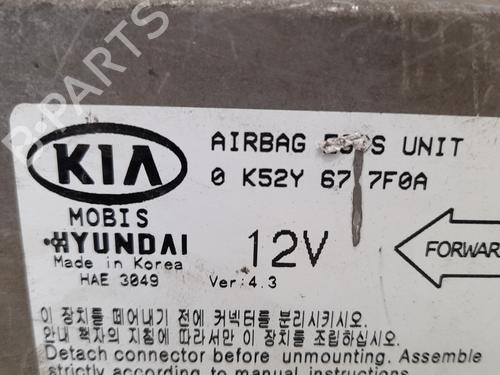 KIA
AIRBAG S UNIT
0 K52Y 67 7F0A
MOBIS
HYUNDAI
Made in Korea
HAE 3049
12V
Ver: 4.3
FORWAR
이 장치를 떼어내기 전에 커넥터를 분리시키시오.
안내 책자의 지침에 따라서만 이 장치를 조립하시오.
Detach connector before unmounting. Assemble
strictly according to manual instructions.
B-PARTS